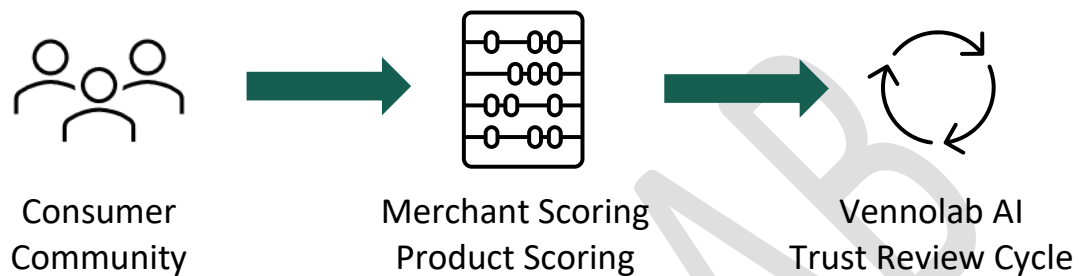 Consumer
Community
Merchant Scoring
Product Scoring
Vennolab AI
Trust Review Cycle